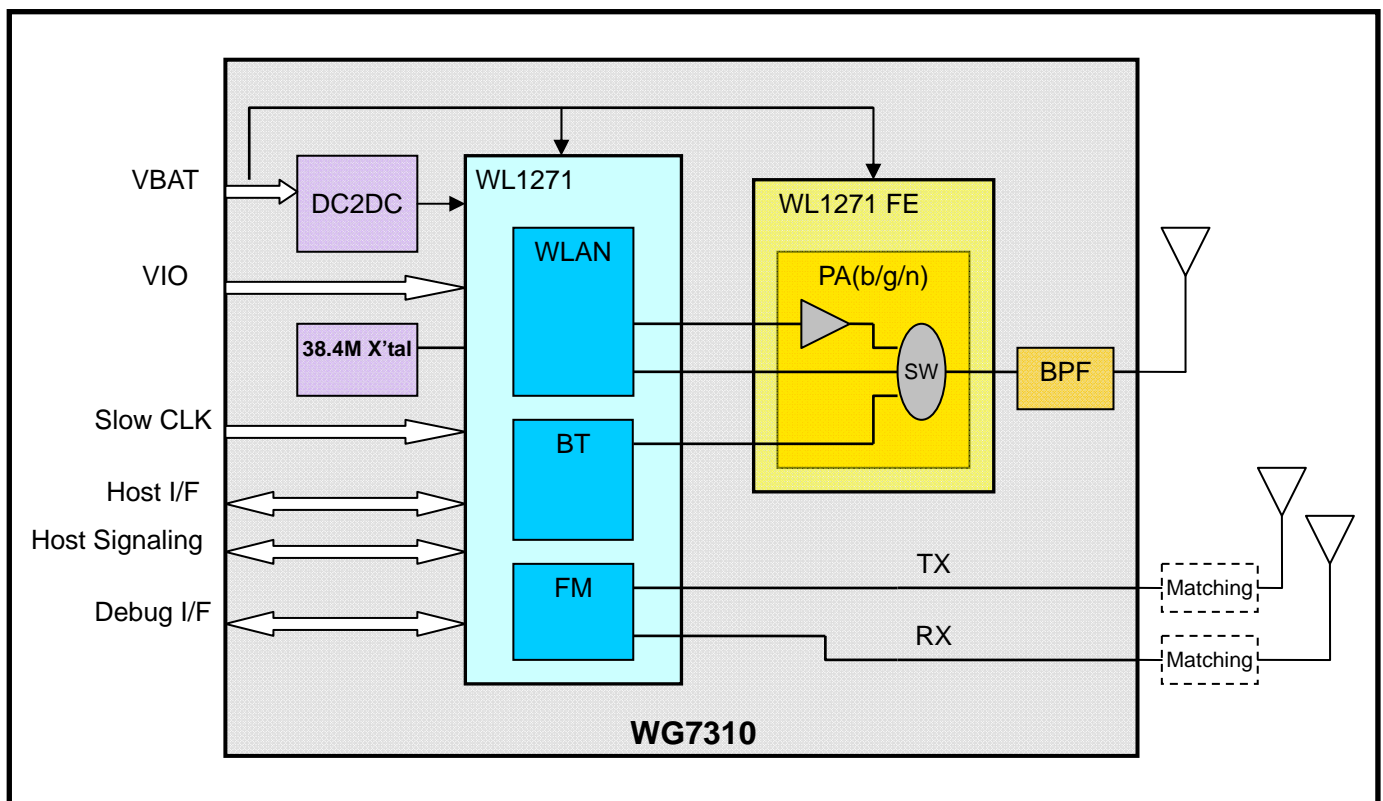 VBAT
DC2DC
WL1271
WL1271 FE
WLAN
PA(b/g/n)
VIO
38.4M X'tal
SW
BPF
Slow CLK
BT
Host I/F
Host Signaling
FM
TX
Matching
Debug I/F
RX
Matching
WG7310